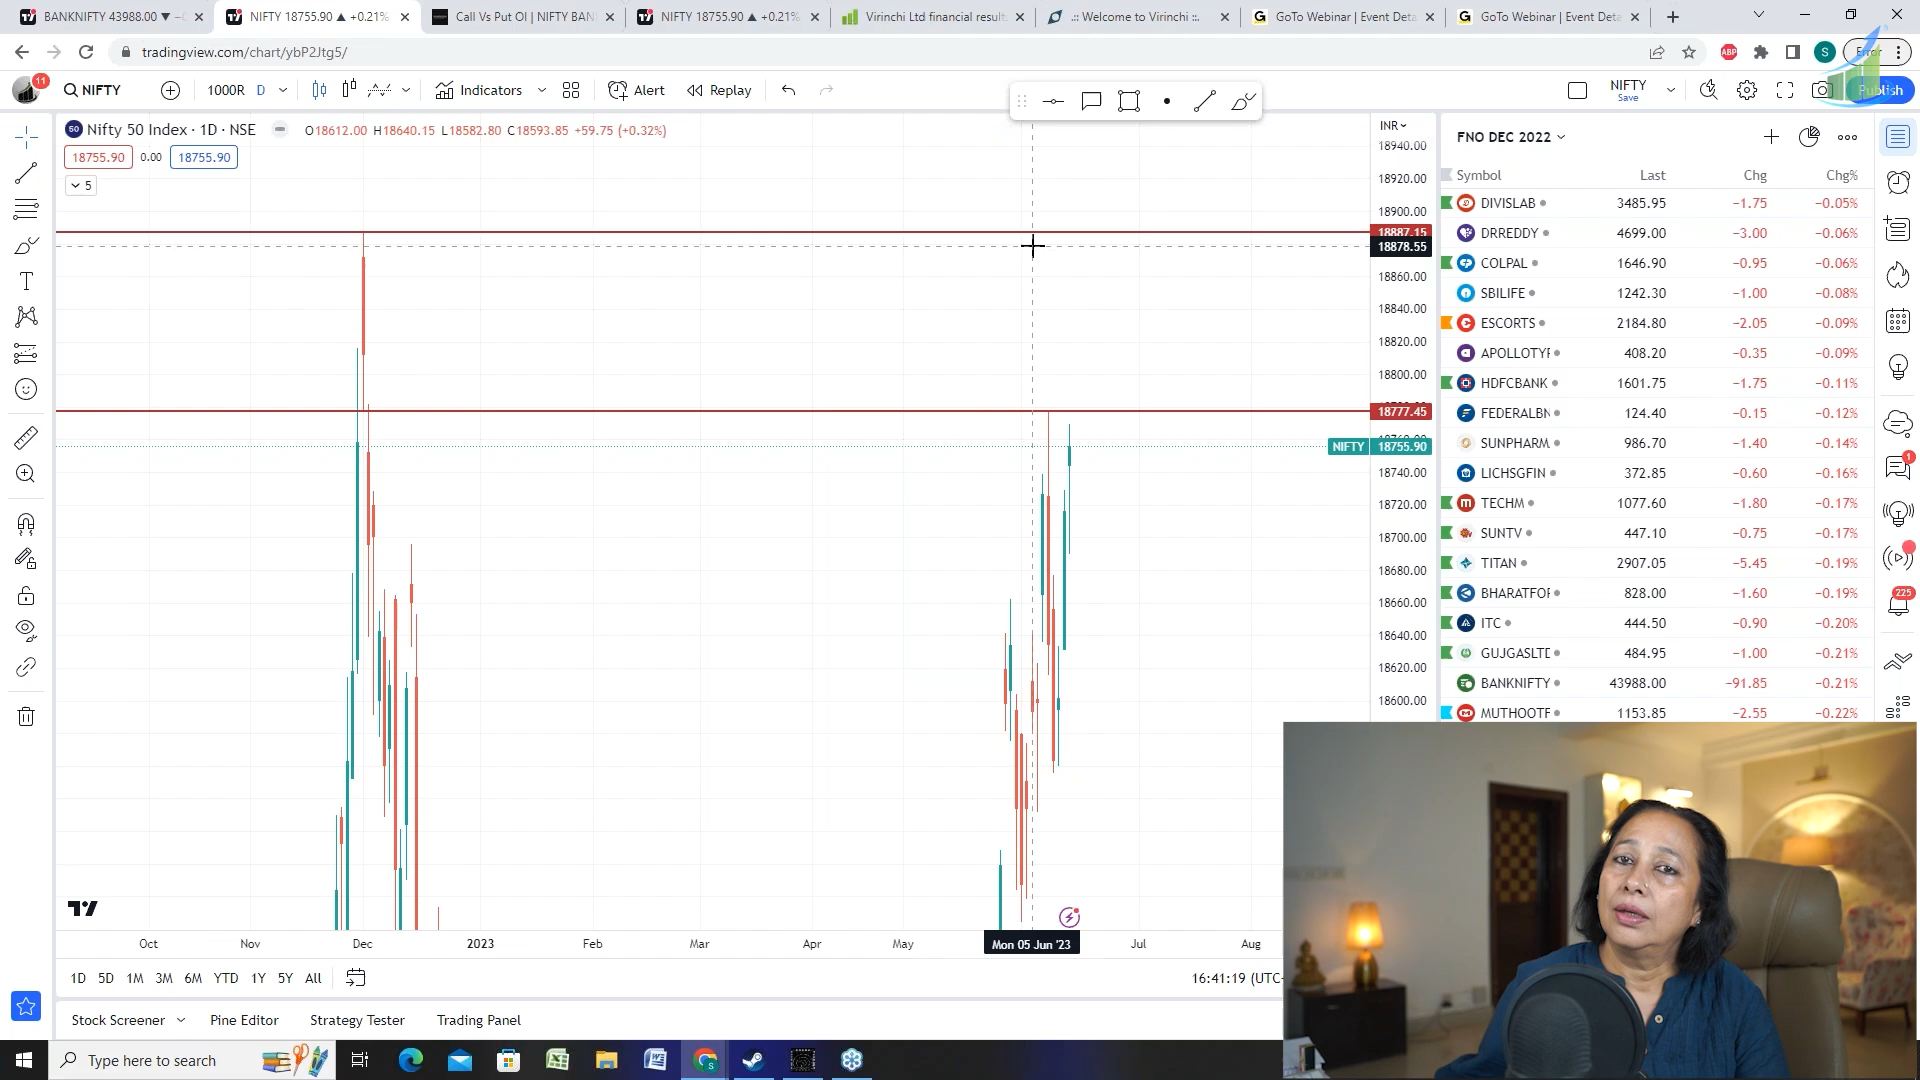 BANKNIFTY 43988.00 ▼ −
NIFTY 18755.90 ▲ +0.21%
Call Vs Put OI | NIFTY BAN
NIFTY 18755.90 ▲ +0.21%
Virinchi Ltd financial result
.:: Welcome to Virinchi ::.
GoTo Webinar | Event Deta
GoTo Webinar | Event Deta
tradingview.com/chart/ybP2Jtg5/
ABP
S
11
NIFTY
1000R
D
Indicators
Alert
Replay
NIFTY
Save
Publish
50 Nifty 50 Index · 1D · NSE
O18612.00 H18640.15 L18582.80 C18593.85 +59.75 (+0.32%)
18755.90 0.00 18755.90
5
INR
18940.00
18920.00
18900.00
18887.15
18878.55
18860.00
18840.00
18820.00
18800.00
18777.45
NIFTY 18755.90
18740.00
18720.00
18700.00
18680.00
18660.00
18640.00
18620.00
18600.00
Oct
Nov
Dec
2023
Feb
Mar
Apr
May
Mon 05 Jun '23
Jul
Aug
1D 5D 1M 3M 6M YTD 1Y 5Y All
16:41:19 (UTC
Stock Screener
Pine Editor
Strategy Tester
Trading Panel
FNO DEC 2022
Symbol Last Chg Chg%
DIVISLAB 3485.95 −1.75 −0.05%
DRREDDY 4699.00 −3.00 −0.06%
COLPAL 1646.90 −0.95 −0.06%
SBILIFE 1242.30 −1.00 −0.08%
ESCORTS 2184.80 −2.05 −0.09%
APOLLOTYF 408.20 −0.35 −0.09%
HDFCBANK 1601.75 −1.75 −0.11%
FEDERALBN 124.40 −0.15 −0.12%
SUNPHARM 986.70 −1.40 −0.14%
LICHSGFIN 372.85 −0.60 −0.16%
TECHM 1077.60 −1.80 −0.17%
SUNTV 447.10 −0.75 −0.17%
TITAN 2907.05 −5.45 −0.19%
BHARATFOF 828.00 −1.60 −0.19%
ITC 444.50 −0.90 −0.20%
GUJGASLTD 484.95 −1.00 −0.21%
BANKNIFTY 43988.00 −91.85 −0.21%
MUTHOOTF 1153.85 −2.55 −0.22%
1
225
Type here to search